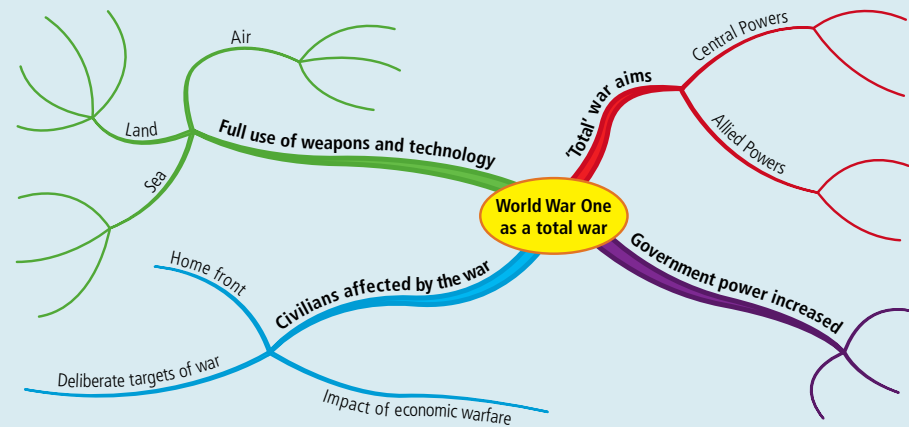 Air
Central Powers
'Total' war aims
Land
Full use of weapons and technology
Allied Powers
Sea
World War One
as a total war
Home front
Civilians affected by the war
Government power increased
Deliberate targets of war
Impact of economic warfare